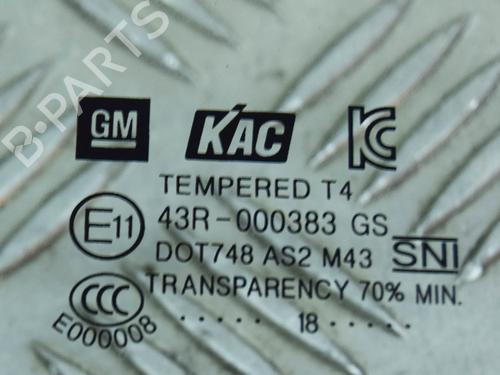 B-PARTS
GM KAC KC
TEMPERED T4
E11 43R-000383 GS
DOT748 AS2 M43 SNI
CCC TRANSPARENCY 70% MIN.
E000008
..... 18 .....